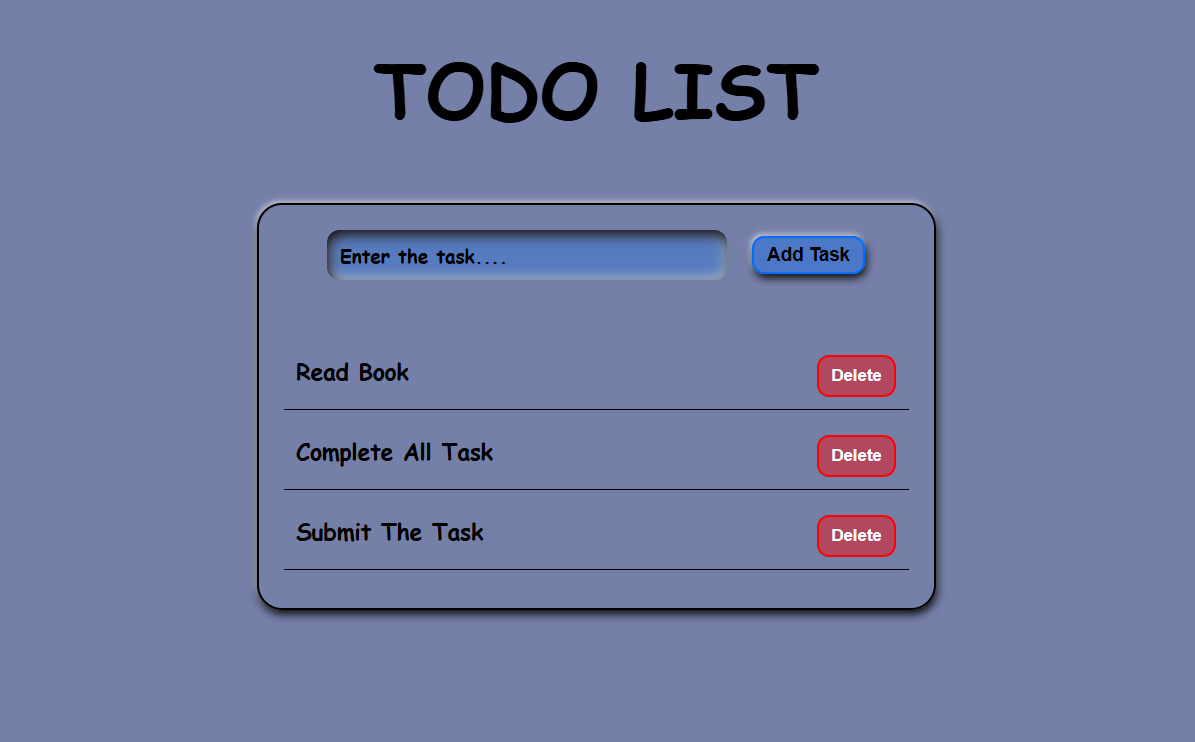 TODO LIST
Enter the task....
Add Task
Read Book
Delete
Complete All Task
Delete
Submit The Task
Delete